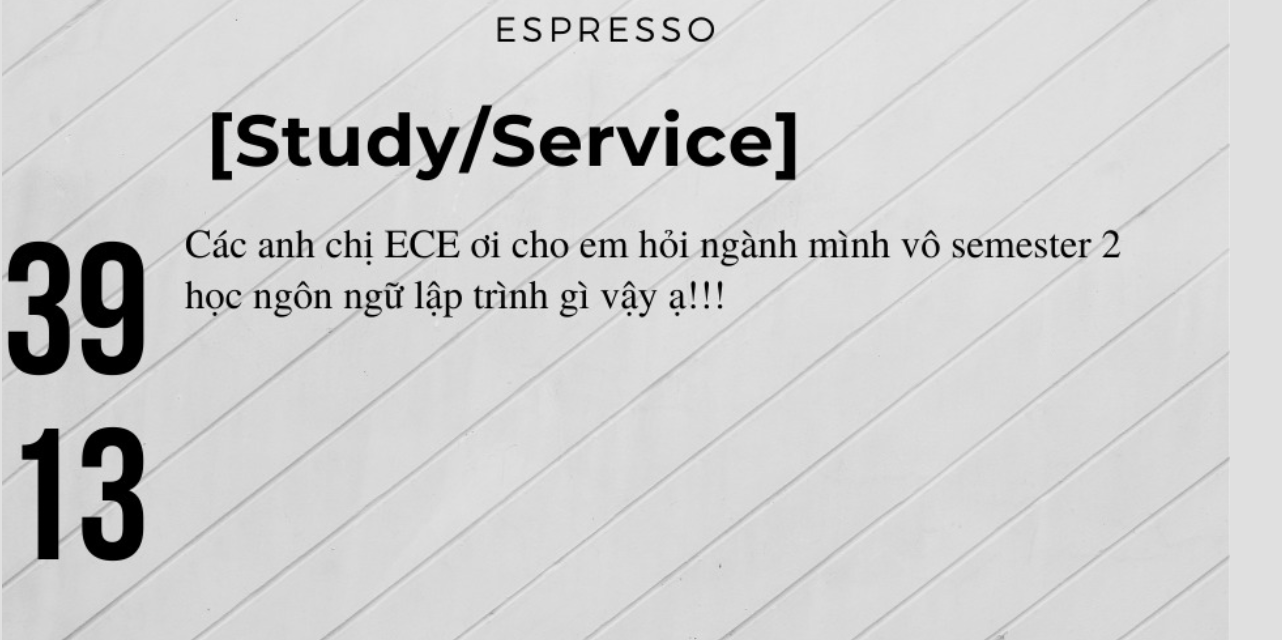 ESPRESSO
[Study/Service]
39
13
Các anh chị ECE ơi cho em hỏi ngành mình vô semester 2
học ngôn ngữ lập trình gì vậy ạ!!!